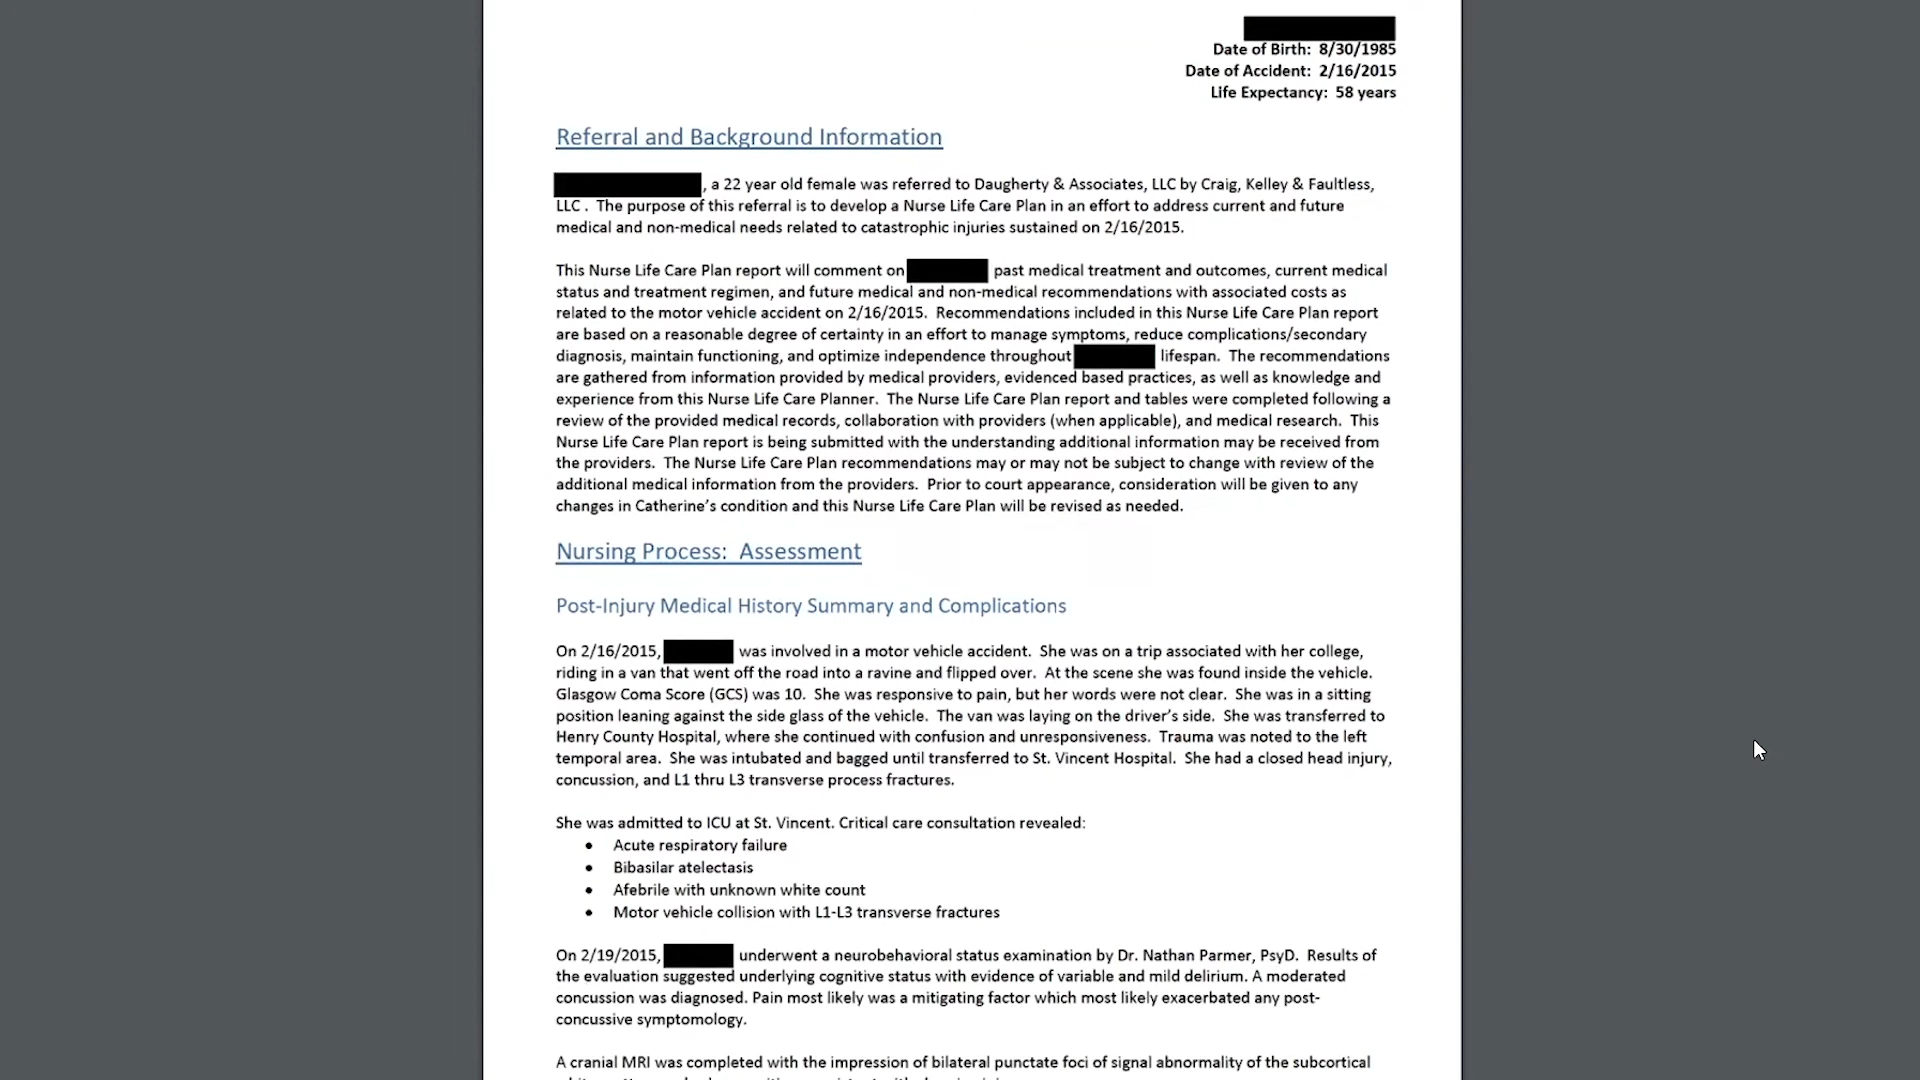 Date of Birth: 8/30/1985
Date of Accident: 2/16/2015
Life Expectancy: 58 years
Referral and Background Information
, a 22 year old female was referred to Daugherty & Associates, LLC by Craig, Kelley & Faultless,
LLC . The purpose of this referral is to develop a Nurse Life Care Plan in an effort to address current and future
medical and non-medical needs related to catastrophic injuries sustained on 2/16/2015.
This Nurse Life Care Plan report will comment on past medical treatment and outcomes, current medical
status and treatment regimen, and future medical and non-medical recommendations with associated costs as
related to the motor vehicle accident on 2/16/2015. Recommendations included in this Nurse Life Care Plan report
are based on a reasonable degree of certainty in an effort to manage symptoms, reduce complications/secondary
diagnosis, maintain functioning, and optimize independence throughout lifespan. The recommendations
are gathered from information provided by medical providers, evidenced based practices, as well as knowledge and
experience from this Nurse Life Care Planner. The Nurse Life Care Plan report and tables were completed following a
review of the provided medical records, collaboration with providers (when applicable), and medical research. This
Nurse Life Care Plan report is being submitted with the understanding additional information may be received from
the providers. The Nurse Life Care Plan recommendations may or may not be subject to change with review of the
additional medical information from the providers. Prior to court appearance, consideration will be given to any
changes in Catherine's condition and this Nurse Life Care Plan will be revised as needed.
Nursing Process: Assessment
Post-Injury Medical History Summary and Complications
On 2/16/2015, was involved in a motor vehicle accident. She was on a trip associated with her college,
riding in a van that went off the road into a ravine and flipped over. At the scene she was found inside the vehicle.
Glasgow Coma Score (GCS) was 10. She was responsive to pain, but her words were not clear. She was in a sitting
position leaning against the side glass of the vehicle. The van was laying on the driver's side. She was transferred to
Henry County Hospital, where she continued with confusion and unresponsiveness. Trauma was noted to the left
temporal area. She was intubated and bagged until transferred to St. Vincent Hospital. She had a closed head injury,
concussion, and L1 thru L3 transverse process fractures.
She was admitted to ICU at St. Vincent. Critical care consultation revealed:
• Acute respiratory failure
• Bibasilar atelectasis
• Afebrile with unknown white count
• Motor vehicle collision with L1-L3 transverse fractures
On 2/19/2015, underwent a neurobehavioral status examination by Dr. Nathan Parmer, PsyD. Results of
the evaluation suggested underlying cognitive status with evidence of variable and mild delirium. A moderated
concussion was diagnosed. Pain most likely was a mitigating factor which most likely exacerbated any post-
concussive symptomology.
A cranial MRI was completed with the impression of bilateral punctate foci of signal abnormality of the subcortical